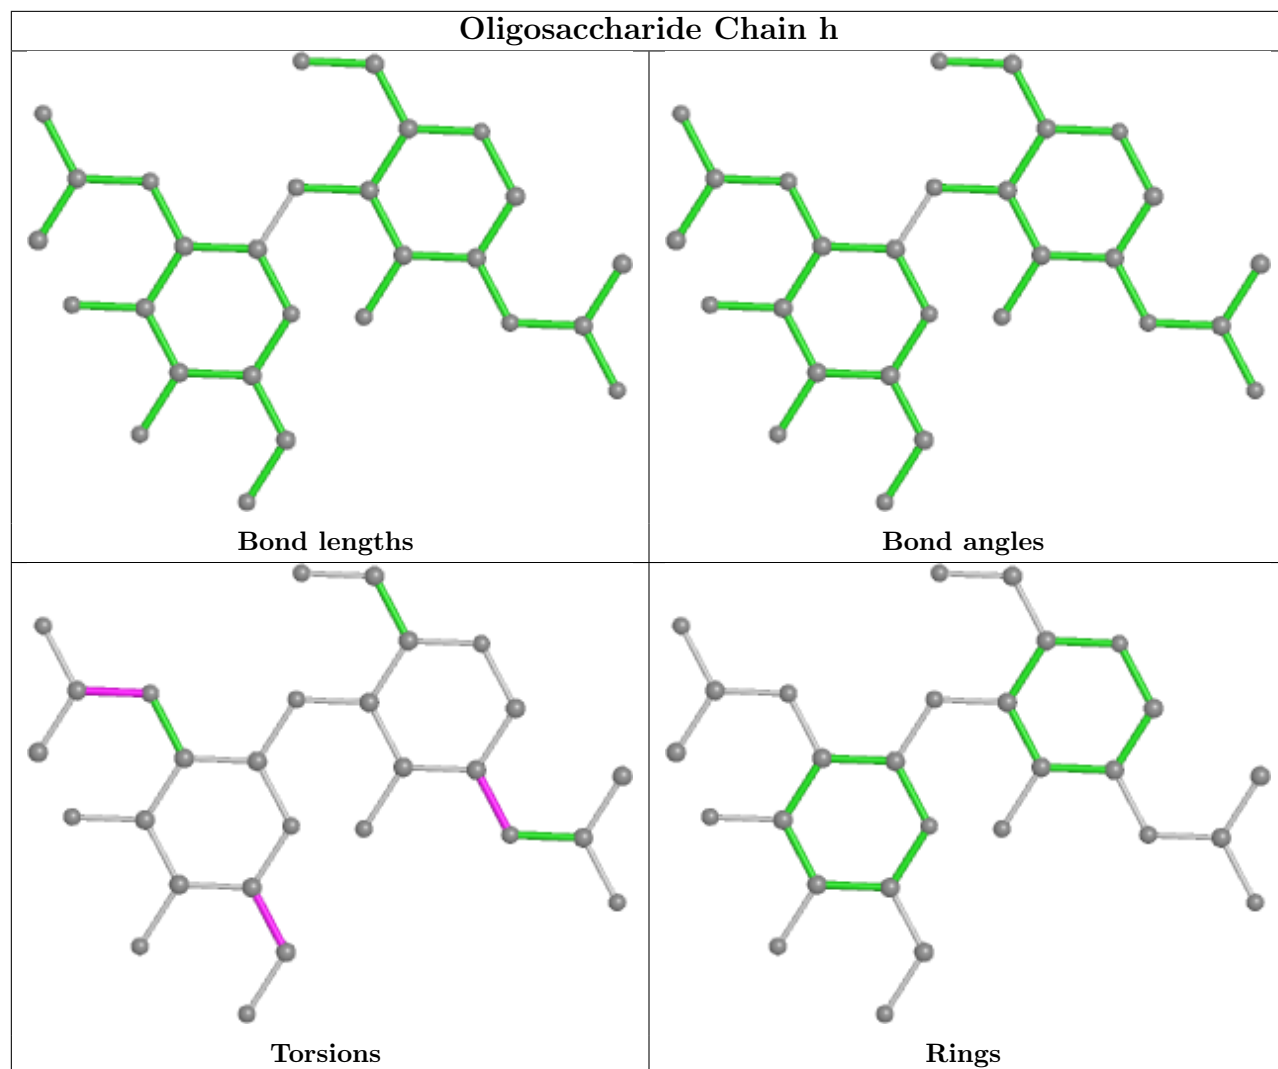 Oligosaccharide Chain h
Bond lengths
Bond angles
Torsions
Rings